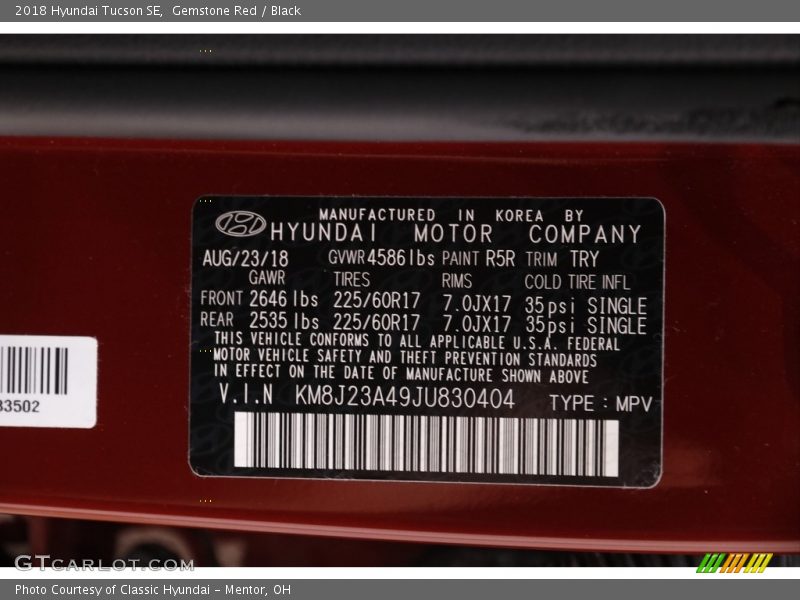 2018 Hyundai Tucson SE,  Gemstone Red / Black
MANUFACTURED IN KOREA BY
HYUNDAI MOTOR COMPANY
AUG/23/18 GVWR 4586 lbs PAINT R5R TRIM TRY
GAWR TIRES RIMS COLD TIRE INFL
FRONT 2646 lbs 225/60R17 7.0JX17 35psi SINGLE
REAR 2535 lbs 225/60R17 7.0JX17 35psi SINGLE
THIS VEHICLE CONFORMS TO ALL APPLICABLE U.S.A. FEDERAL
MOTOR VEHICLE SAFETY AND THEFT PREVENTION STANDARDS
IN EFFECT ON THE DATE OF MANUFACTURE SHOWN ABOVE
V.I.N KM8J23A49JU830404 TYPE : MPV
33502
GTCARLOT.COM
Photo Courtesy of Classic Hyundai - Mentor, OH